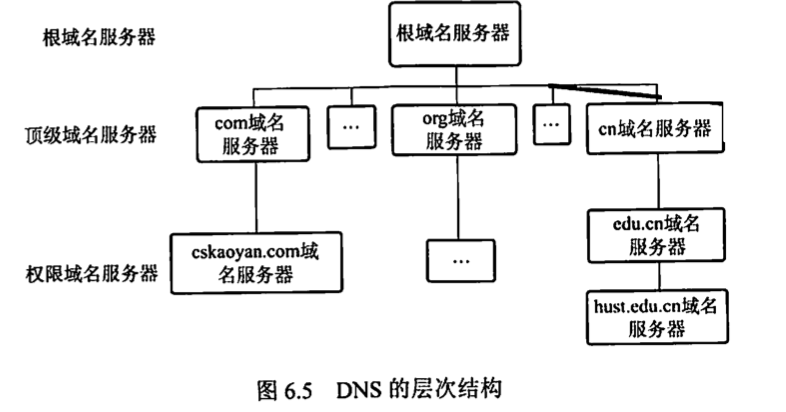 根域名服务器
根域名服务器
顶级域名服务器
com域名
服务器
...
org域名
服务器
...
cn域名服务器
权限域名服务器
cskaoyan.com域
名服务器
...
edu.cn域名
服务器
hust.edu.cn域名
服务器
图 6.5 DNS 的层次结构